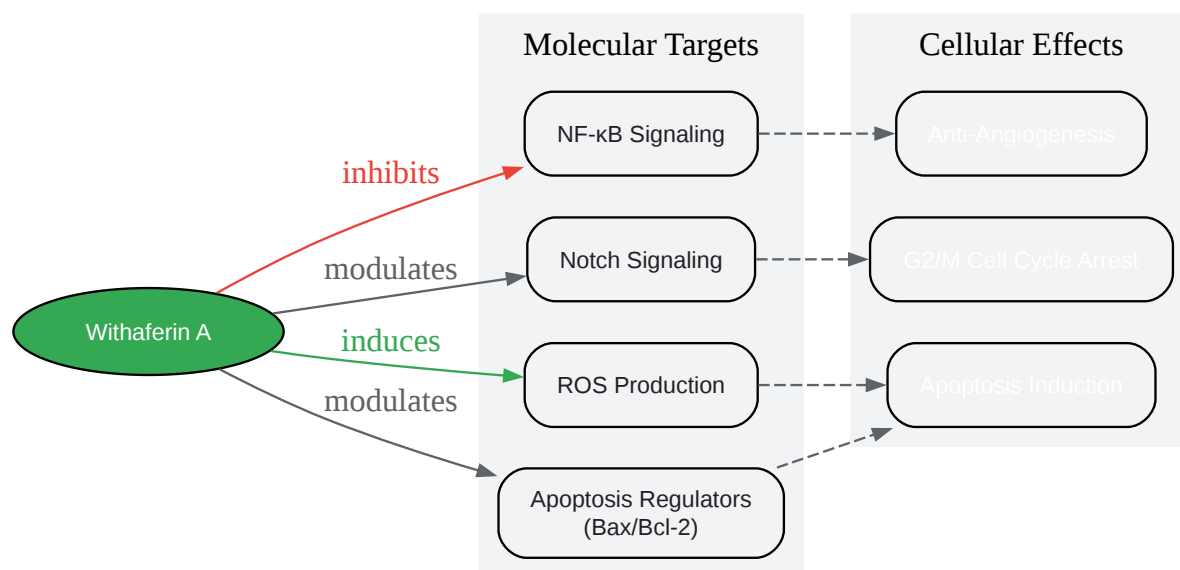 Molecular Targets
Cellular Effects
NF-κB Signaling
Anti-Angiogenesis
inhibits
Notch Signaling
G2/M Cell Cycle Arrest
modulates
Withaferin A
induces
ROS Production
Apoptosis Induction
modulates
Apoptosis Regulators
(Bax/Bcl-2)